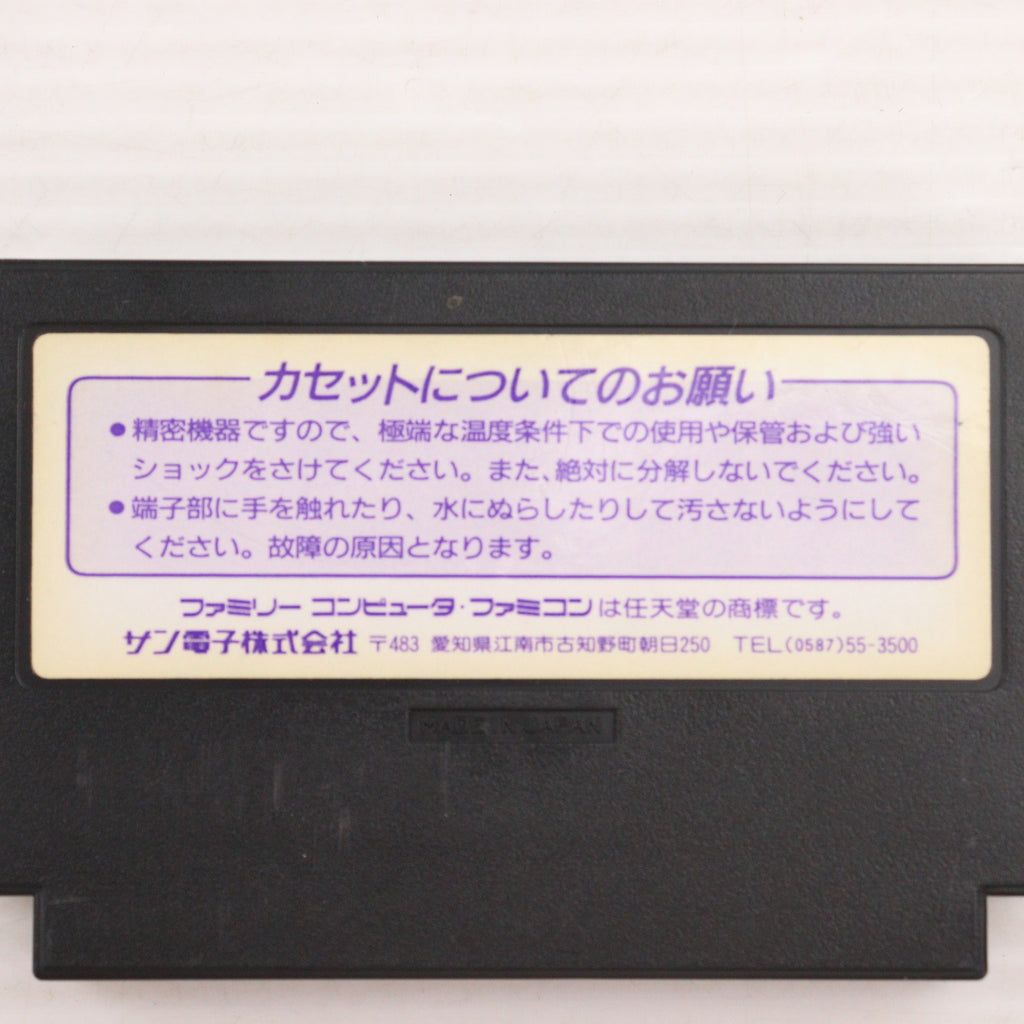 カセットについてのお願い
●精密機器ですので、極端な温度条件下での使用や保管および強い
ショックをさけてください。また、絶対に分解しないでください。
●端子部に手を触れたり、水にぬらしたりして汚さないようにして
ください。故障の原因となります。
ファミリー コンピュータ・ファミコンは任天堂の商標です。
サン電子株式会社 〒483 愛知県江南市古知野町朝日250 TEL(0587)55-3500
MADE IN JAPAN